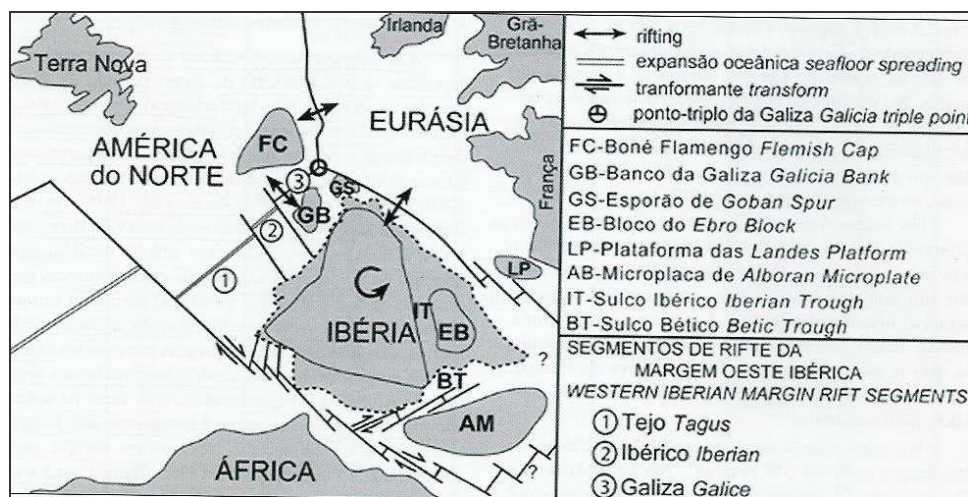 Terra Nova
Irlanda
Grã-
Bretanha
EURÁSIA
AMÉRICA
do NORTE
FC
3
GS
GB
2
1
França
LP
IBÉRIA
IT
EB
?
BT
AM
ÁFRICA
?
rifting
expansão oceânica seafloor spreading
tranformante transform
ponto-triplo da Galiza Galicia triple point
FC-Boné Flamengo Flemish Cap
GB-Banco da Galiza Galicia Bank
GS-Esporão de Goban Spur
EB-Bloco do Ebro Block
LP-Plataforma das Landes Platform
AB-Microplaca de Alboran Microplate
IT-Sulco Ibérico Iberian Trough
BT-Sulco Bético Betic Trough
SEGMENTOS DE RIFTE DA
MARGEM OESTE IBÉRICA
WESTERN IBERIAN MARGIN RIFT SEGMENTS
1 Tejo Tagus
2 Ibérico Iberian
3 Galiza Galice